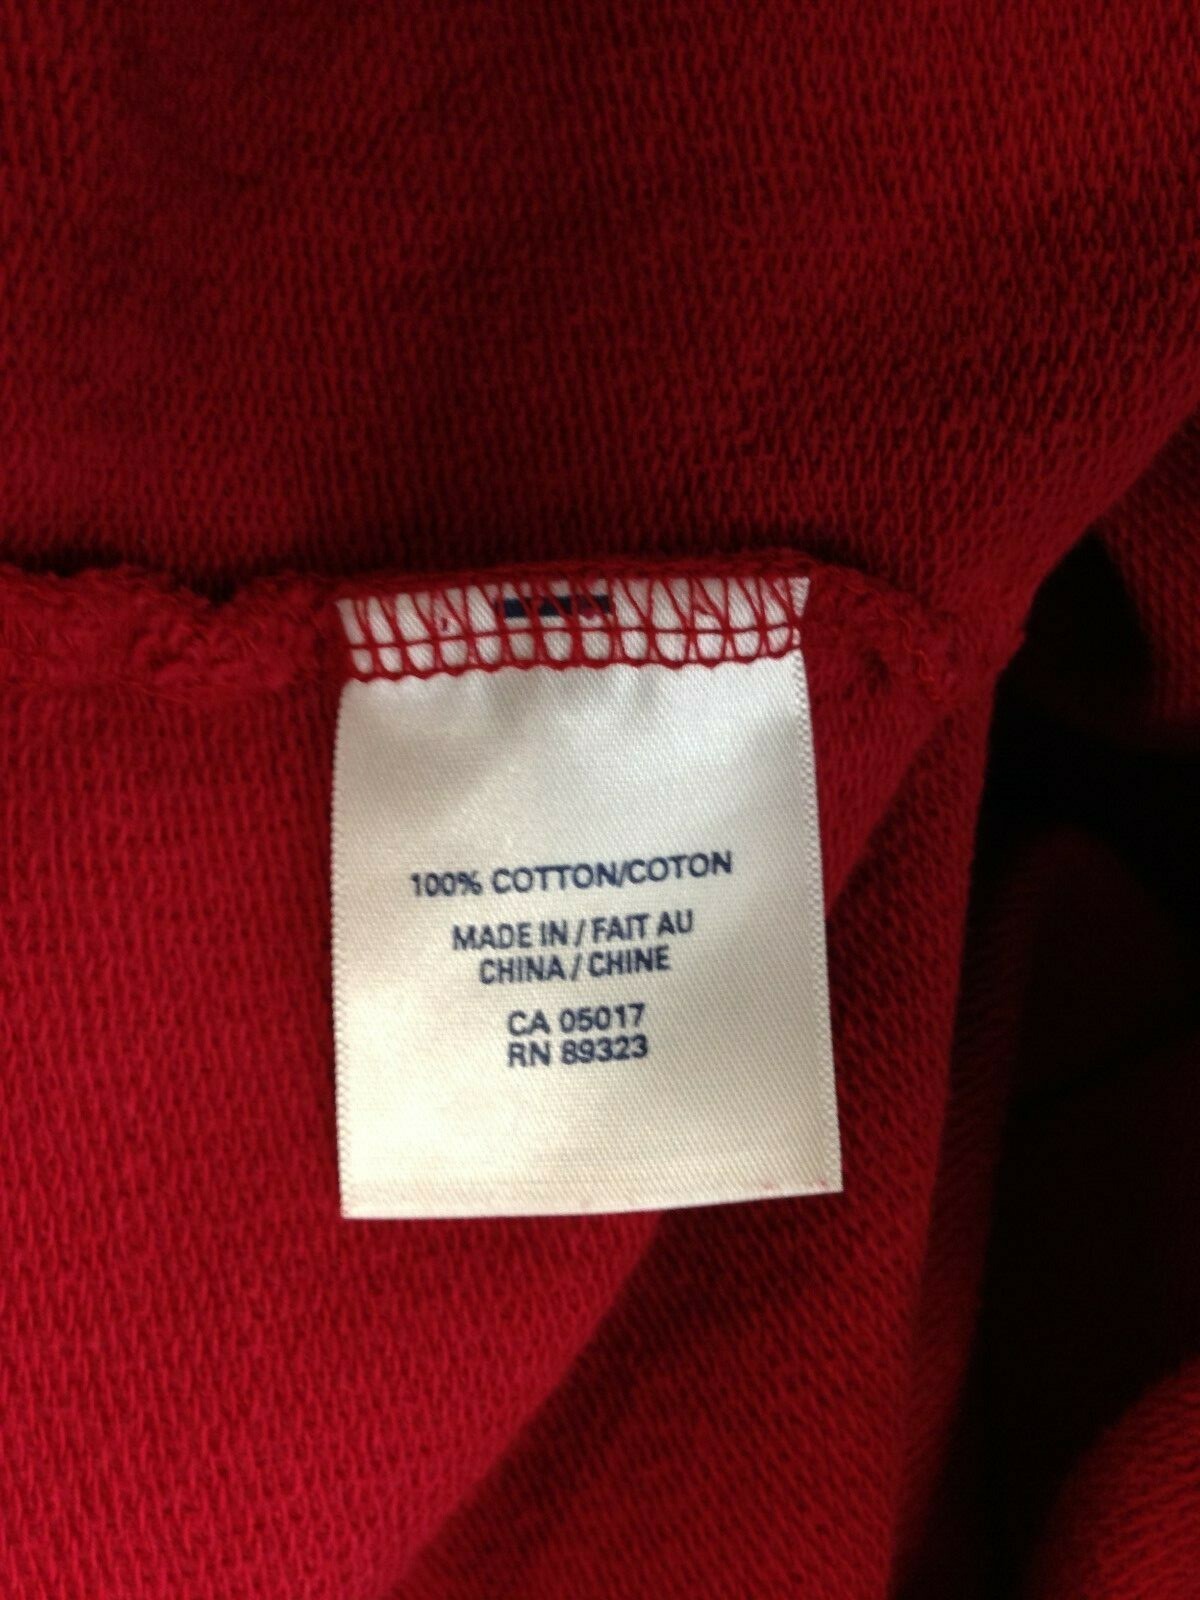 100% COTTON/COTON
MADE IN / FAIT AU
CHINA / CHINE
CA 05017
RN 89323